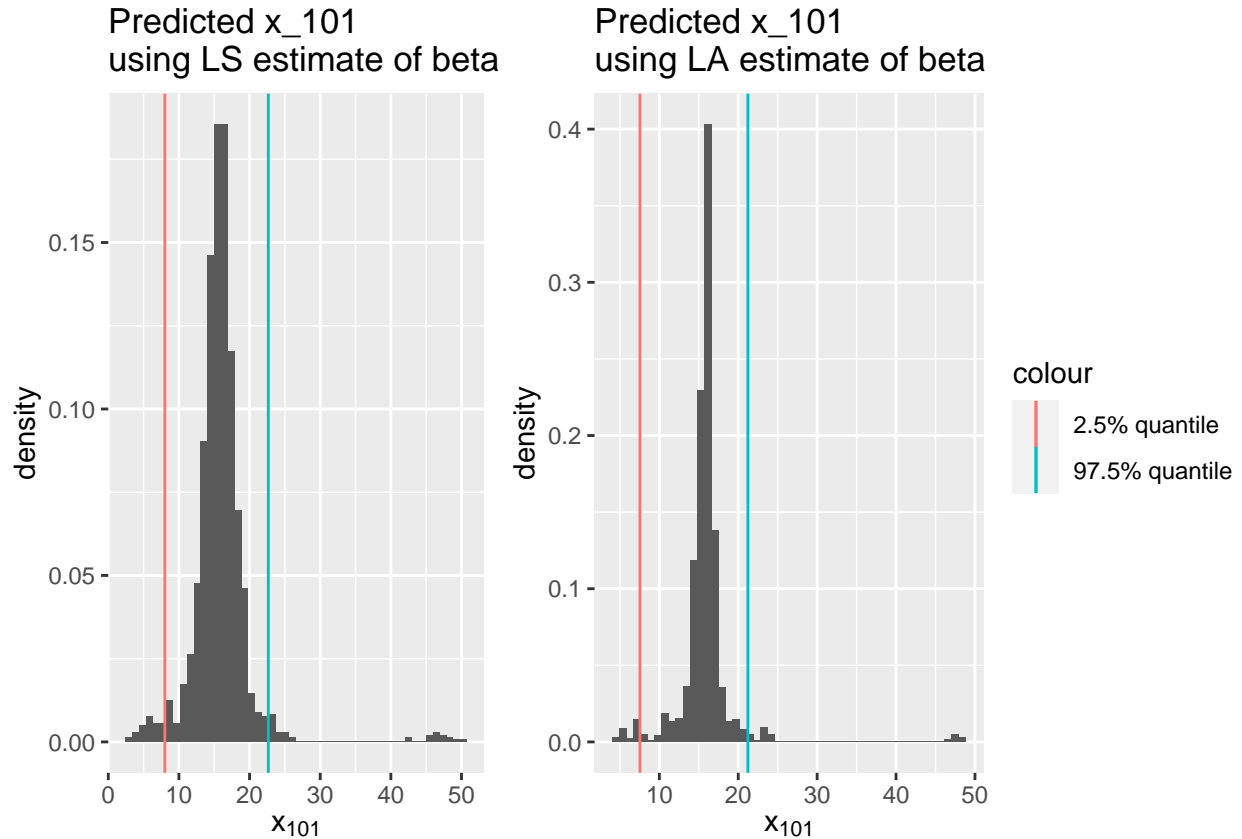 Predicted x_101
using LS estimate of beta
0.15
0.10
0.05
0.00
density
0 10 20 30 40 50
x101
Predicted x_101
using LA estimate of beta
0.4
0.3
0.2
0.1
0.0
density
10 20 30 40 50
x101
colour
2.5% quantile
97.5% quantile